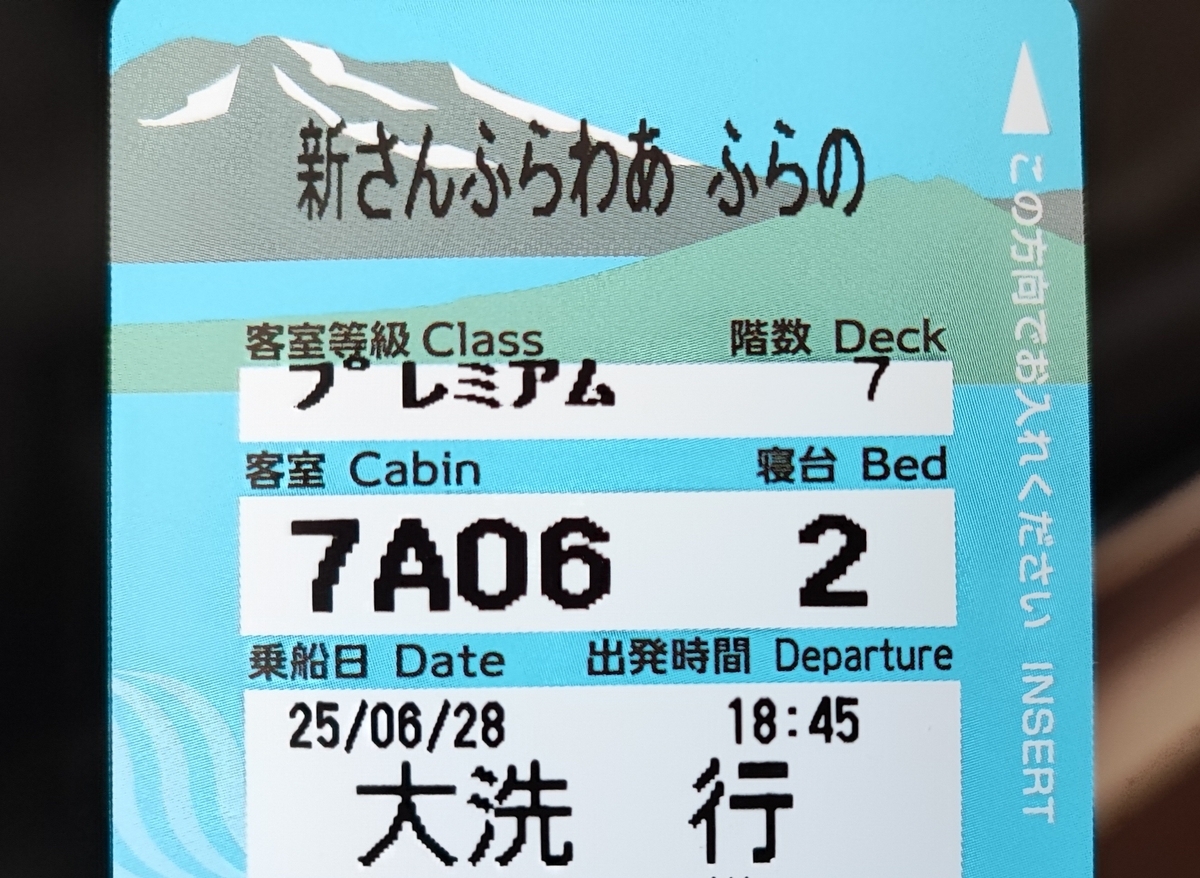 新さんふらわあ ふらの
客室等級 Class 階数 Deck
プレミアム 7
客室 Cabin 寝台 Bed
7A06 2
乗船日 Date 出発時間 Departure
25/06/28 18:45
大洗 行
この方向でお入れください INSERT